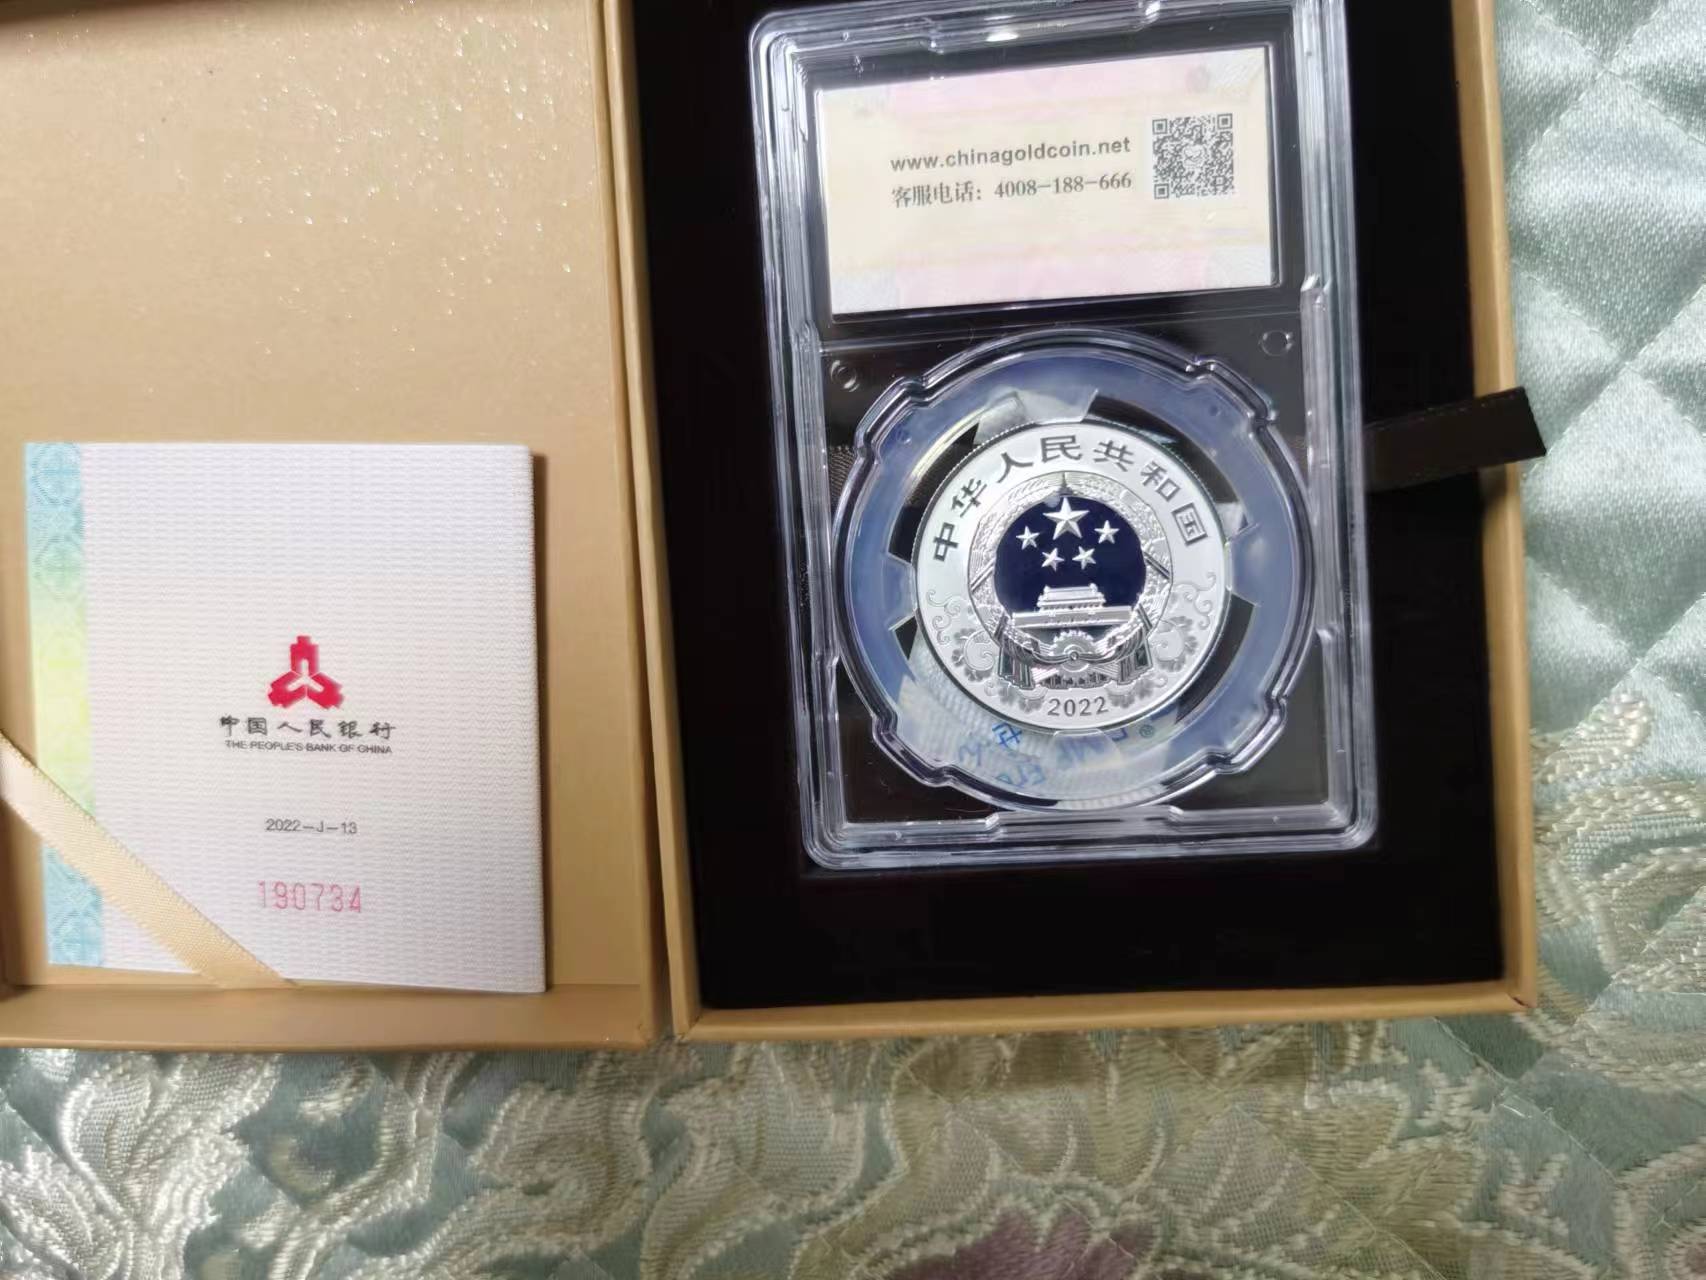 www.chinagoldcoin.net
客服电话：4008-188-666
中华人民共和国
2022
中国人民银行
THE PEOPLE'S BANK OF CHINA
2022-J-13
190734